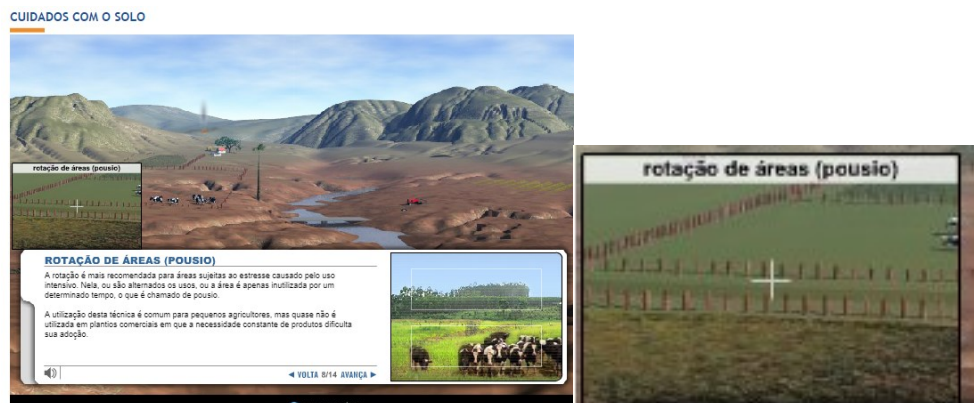 CUIDADOS COM O SOLO
rotação de áreas (pousio)
ROTAÇÃO DE ÁREAS (POUSIO)
A rotação é mais recomendada para áreas sujeitas ao estresse causado pelo uso
intensivo. Nela, ou são alternados os usos, ou a área é apenas inutilizada por um
determinado tempo, o que é chamado de pousio.
A utilização desta técnica é comum para pequenos agricultores, mas quase não é
utilizada em plantios comerciais em que a necessidade constante de produtos dificulta
sua adoção.
VOLTA 8/14 AVANÇA
rotação de áreas (pousio)